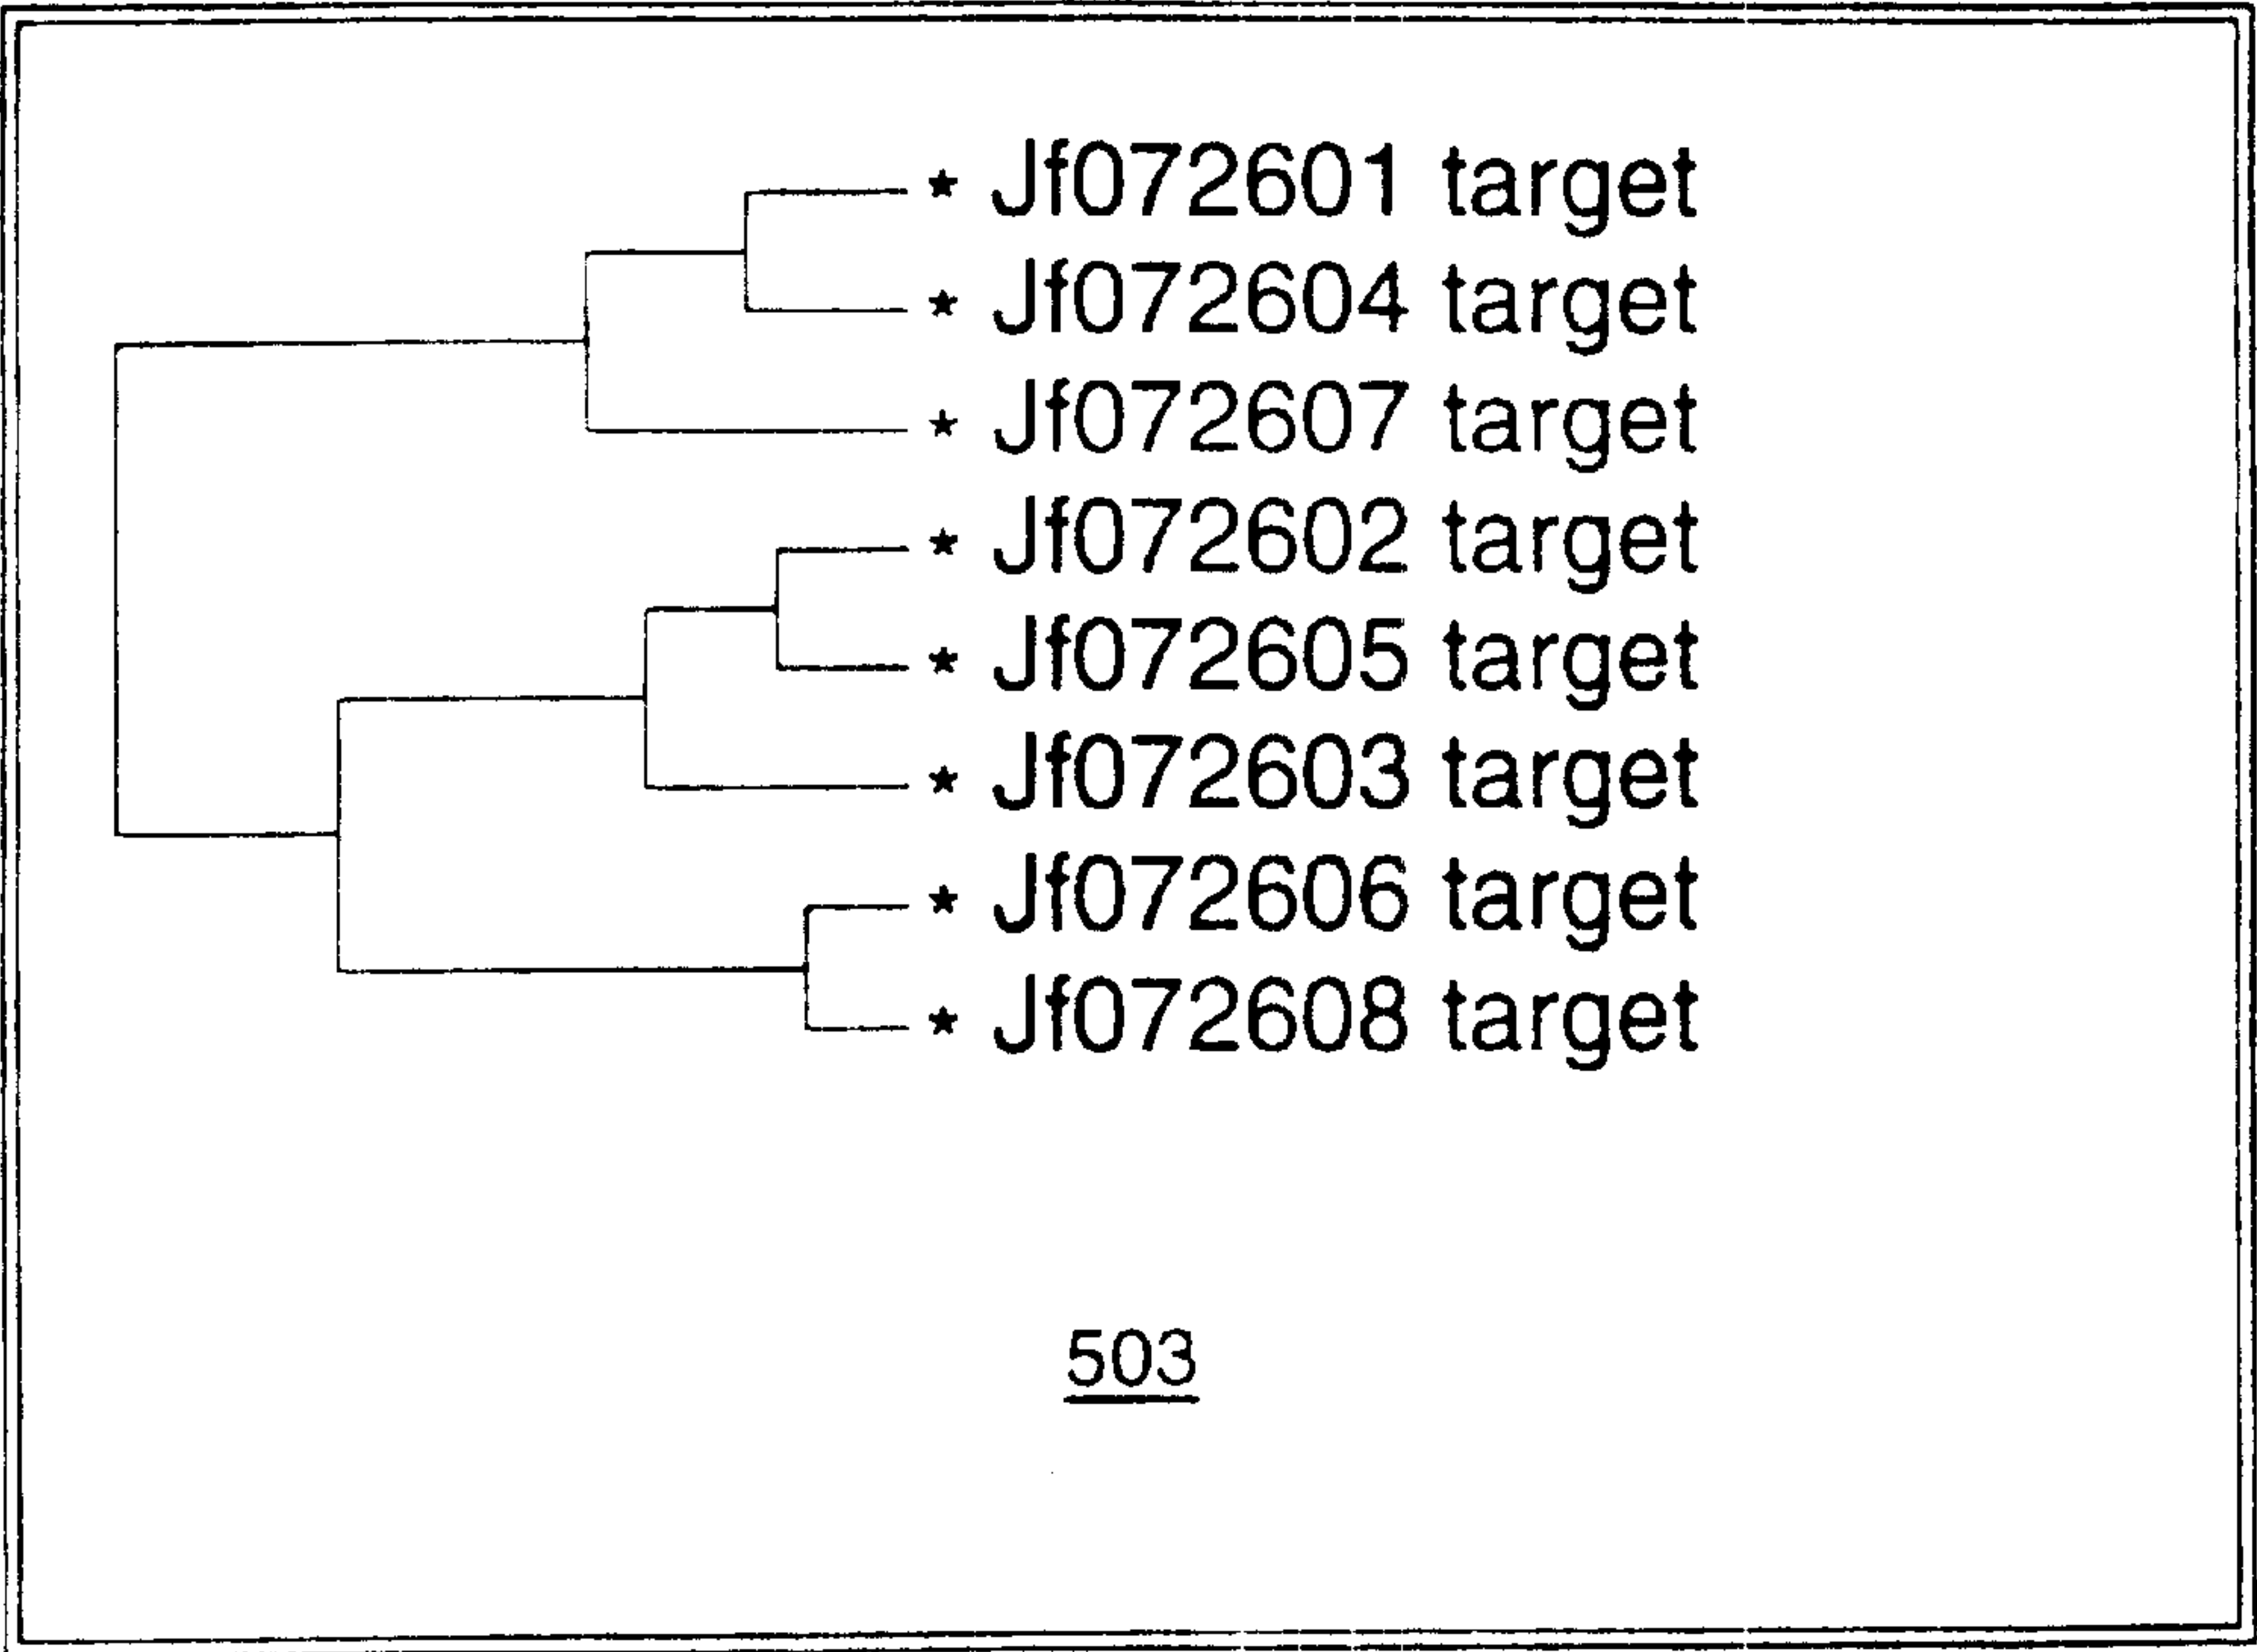 * Jf072601 target
* Jf072604 target
* Jf072607 target
* Jf072602 target
* Jf072605 target
* Jf072603 target
* Jf072606 target
* Jf072608 target
503